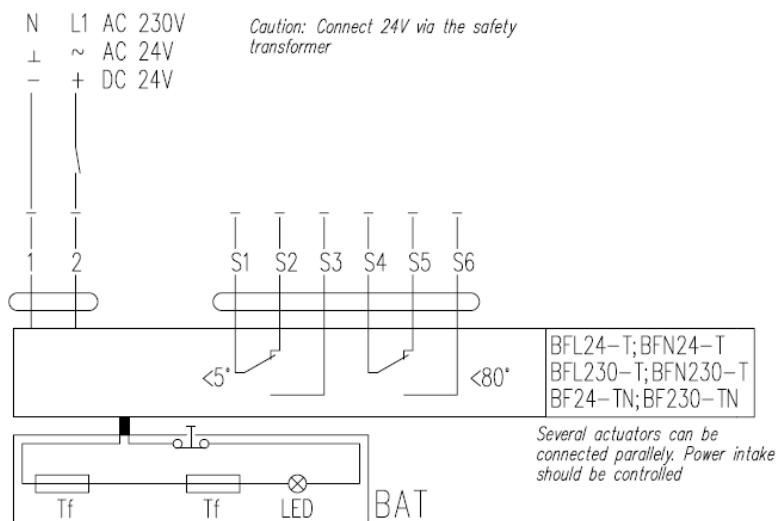 N L1 AC 230V
⊥ ~ AC 24V
− + DC 24V
Caution: Connect 24V via the safety
transformer
1 2 S1 S2 S3 S4 S5 S6
<5° <80°
BFL24-T;BFN24-T
BFL230-T;BFN230-T
BF24-TN;BF230-TN
Several actuators can be
connected parallely. Power intake
should be controlled
Tf Tf LED BAT